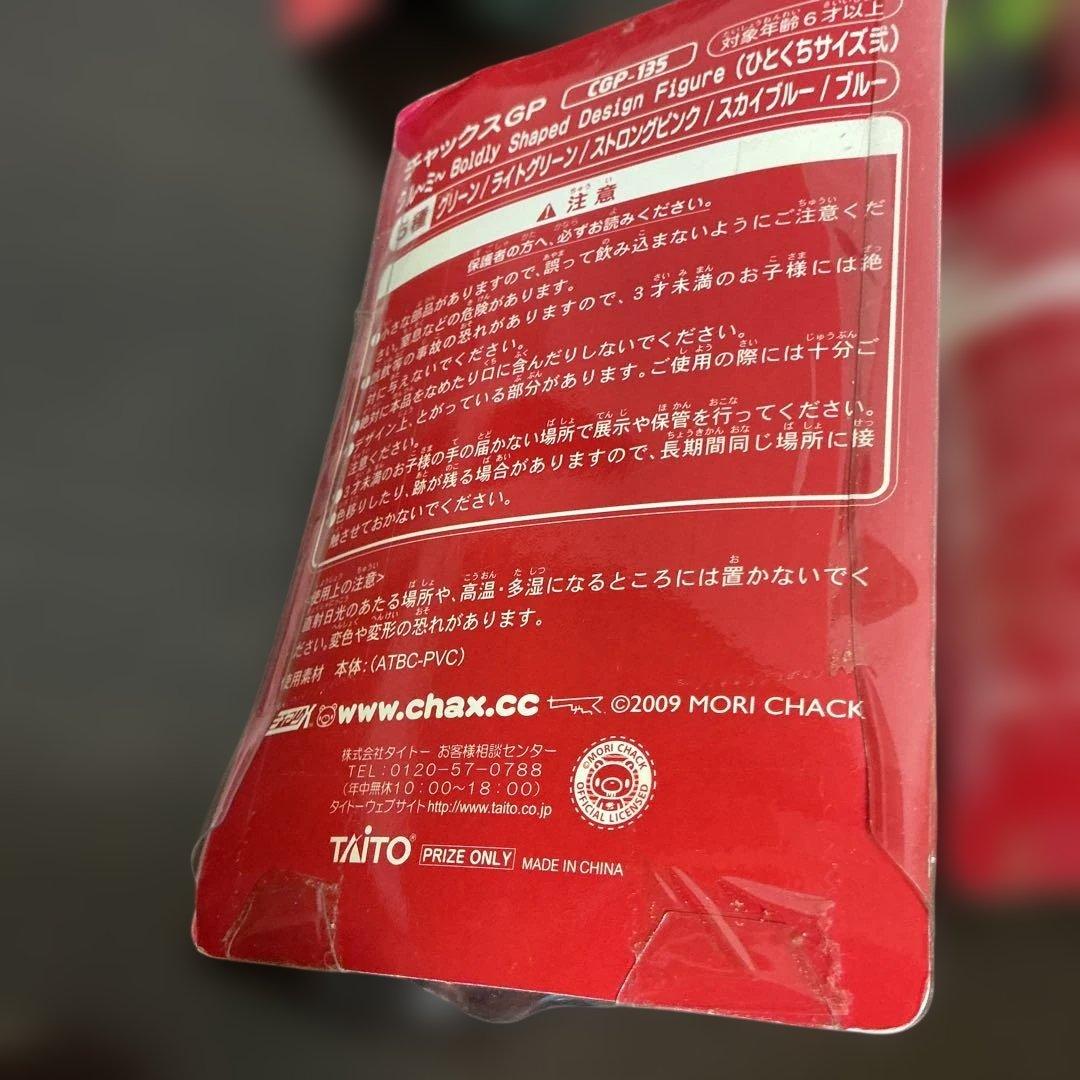 対象年齢6才以上
チャックスGP CGP-135
~ミ~ Boldly Shaped Design Figure (ひとくちサイズ弐)
グリーン/ライトグリーン/ストロングピンク/スカイブルー/ブルー
注意
保護者の方へ、必ずお読みください。
●小さな部品がありますので、誤って飲み込まないようにご注意くだ
さい。窒息などの危険があります。
●誤飲等の事故の恐れがありますので、3才未満のお子様には絶
対に与えないでください。
●絶対に本品をなめたり口に含んだりしないでください。
●デザイン上、とがっている部分があります。ご使用の際には十分ご
注意ください。
●3才未満のお子様の手の届かない場所で展示や保管を行ってください。
●色移りしたり、跡が残る場合がありますので、長期間同じ場所に接
触させておかないでください。
使用上の注意>
直射日光のあたる場所や、高温・多湿になるところには置かないでく
ださい。変色や変形の恐れがあります。
使用素材 本体:(ATBC-PVC)
www.chax.cc ©2009 MORI CHACK
株式会社タイトー お客様相談センター
TEL:0120-57-0788
(年中無休10:00~18:00)
タイトーウェブサイトhttp://www.taito.co.jp
©MORI CHACK
OFFICIAL LICENSED
TAITO® PRIZE ONLY MADE IN CHINA